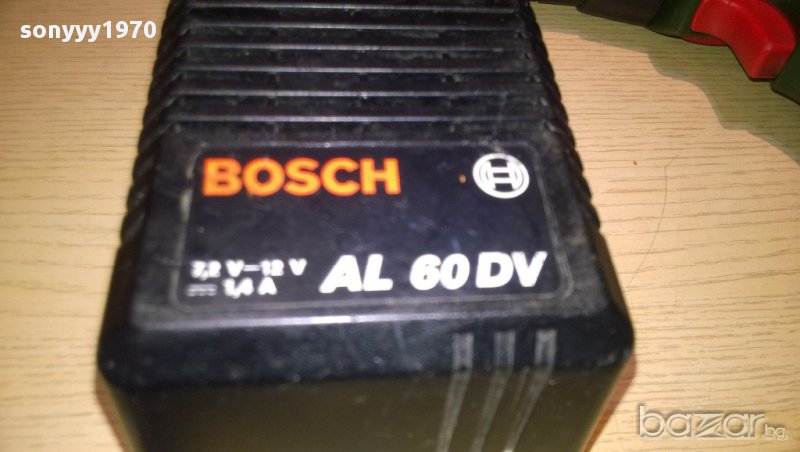 sonyyy1970
BOSCH
7,2 V–12 V
⎓ 1,4 A
AL 60 DV
bazar.bg